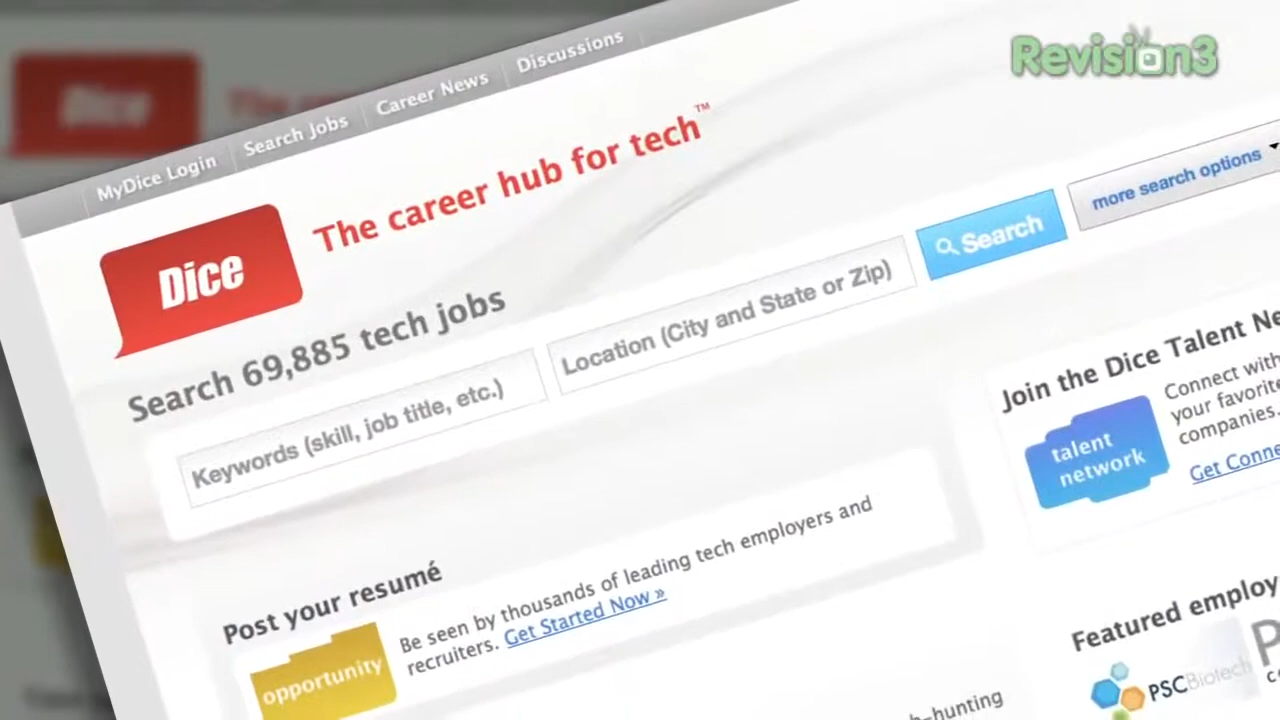 Revision3
MyDice Login
Search Jobs
Career News
Discussions
Dice
The career hub for tech™
Search 69,885 tech jobs
Keywords (skill, job title, etc.)
Location (City and State or Zip)
Search
more search options
Post your resumé
opportunity
Be seen by thousands of leading tech employers and
recruiters. Get Started Now »
Join the Dice Talent Ne
talent
network
Connect with
your favorite
companies.
Get Conne
Featured employ
PSCBiotech
-hunting